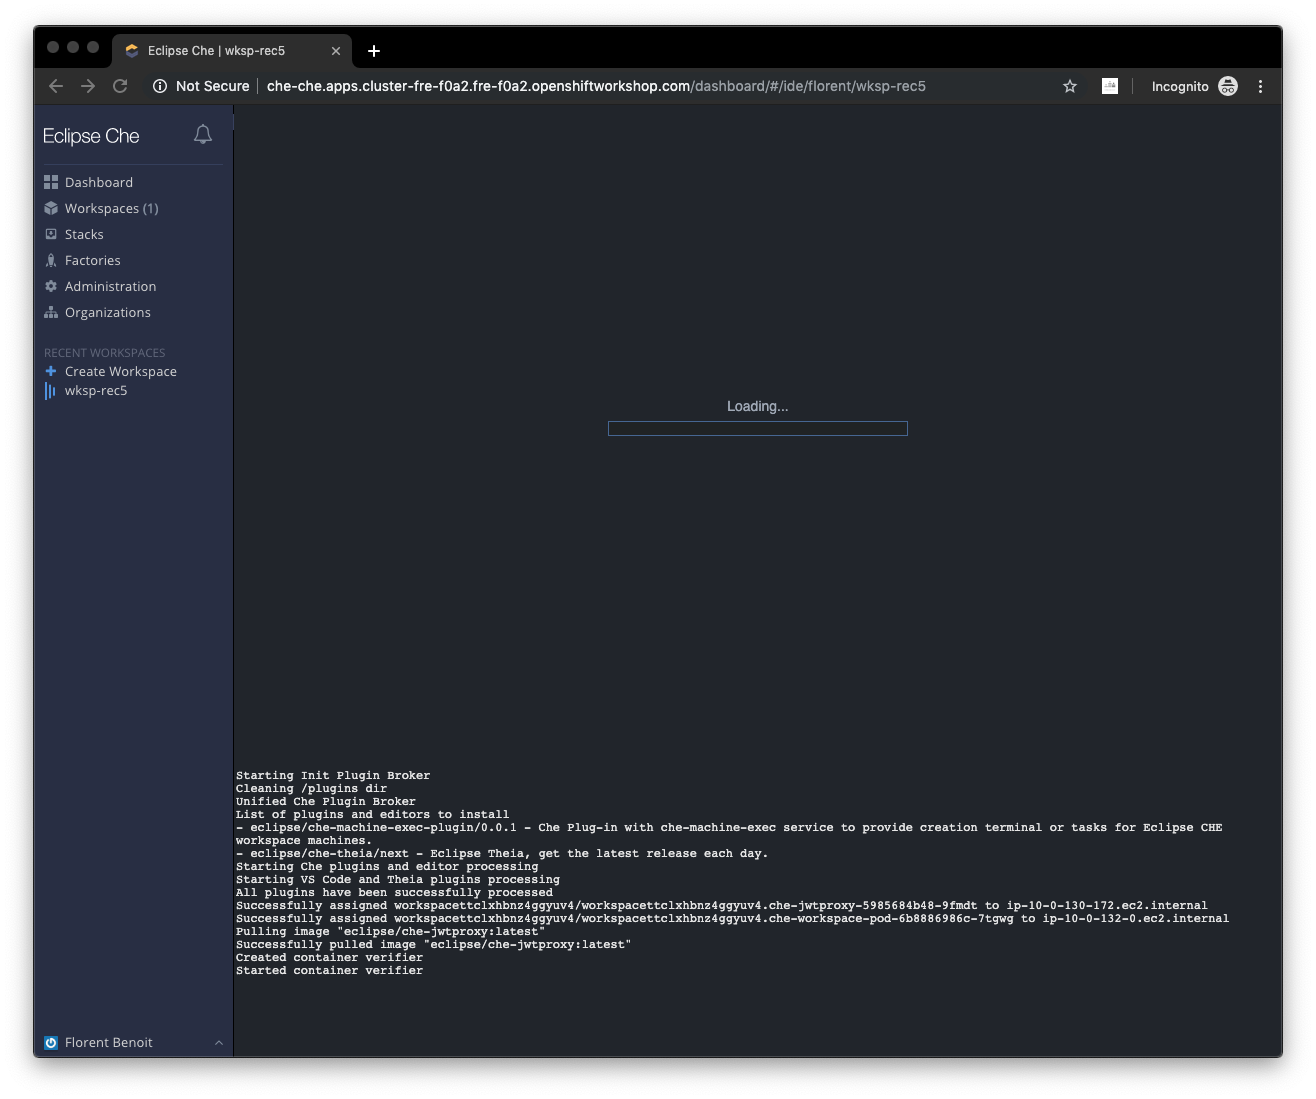 Eclipse Che | wksp-rec5
Not Secure | che-che.apps.cluster-fre-f0a2.fre-f0a2.openshiftworkshop.com/dashboard/#/ide/florent/wksp-rec5
Incognito
Eclipse Che
Dashboard
Workspaces (1)
Stacks
Factories
Administration
Organizations
RECENT WORKSPACES
Create Workspace
wksp-rec5
Loading...
Starting Init Plugin Broker
Cleaning /plugins dir
Unified Che Plugin Broker
List of plugins and editors to install
- eclipse/che-machine-exec-plugin/0.0.1 - Che Plug-in with che-machine-exec service to provide creation terminal or tasks for Eclipse CHE
workspace machines.
- eclipse/che-theia/next - Eclipse Theia, get the latest release each day.
Starting Che plugins and editor processing
Starting VS Code and Theia plugins processing
All plugins have been successfully processed
Successfully assigned workspacettclxhbnz4ggyuv4/workspacettclxhbnz4ggyuv4.che-jwtproxy-5985684b48-9fmdt to ip-10-0-130-172.ec2.internal
Successfully assigned workspacettclxhbnz4ggyuv4/workspacettclxhbnz4ggyuv4.che-workspace-pod-6b8886986c-7tgwg to ip-10-0-132-0.ec2.internal
Pulling image "eclipse/che-jwtproxy:latest"
Successfully pulled image "eclipse/che-jwtproxy:latest"
Created container verifier
Started container verifier
Florent Benoit